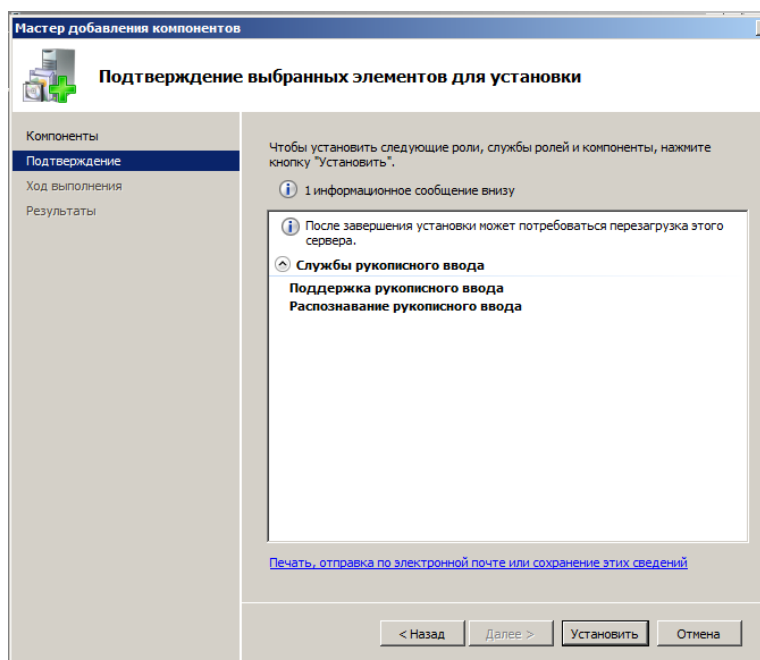 Мастер добавления компонентов
Подтверждение выбранных элементов для установки
Компоненты
Подтверждение
Ход выполнения
Результаты
Чтобы установить следующие роли, службы ролей и компоненты, нажмите
кнопку "Установить".
1 информационное сообщение внизу
После завершения установки может потребоваться перезагрузка этого
сервера.
Службы рукописного ввода
Поддержка рукописного ввода
Распознавание рукописного ввода
Печать, отправка по электронной почте или сохранение этих сведений
< Назад
Далее >
Установить
Отмена